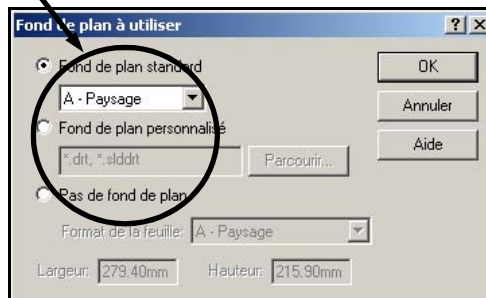 Fond de plan à utiliser
Fond de plan standard
OK
A - Paysage
Annuler
Fond de plan personnalisé
Aide
*.drt, *.slddrt
Parcourir...
Pas de fond de plan
Format de la feuille: A - Paysage
Largeur: 279.40mm Hauteur: 215.90mm